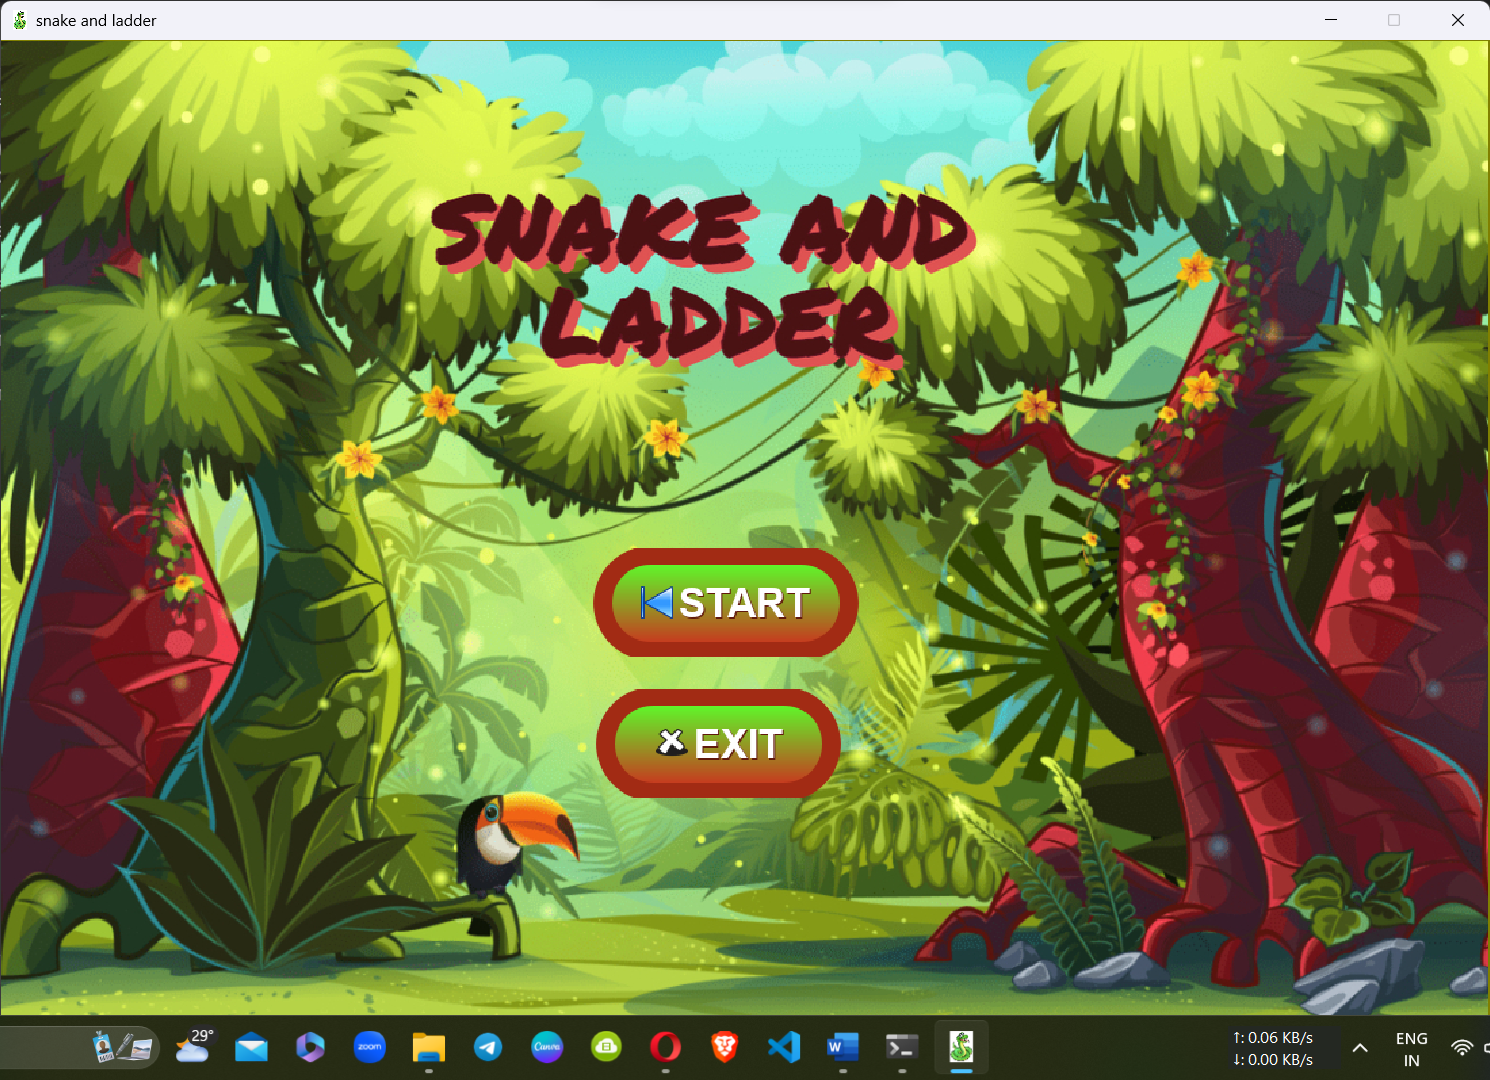 snake and ladder
SNAKE AND
LADDER
START
EXIT
29°
zoom
Canva
B
W
↑: 0.06 KB/s
↓: 0.00 KB/s
ENG
IN